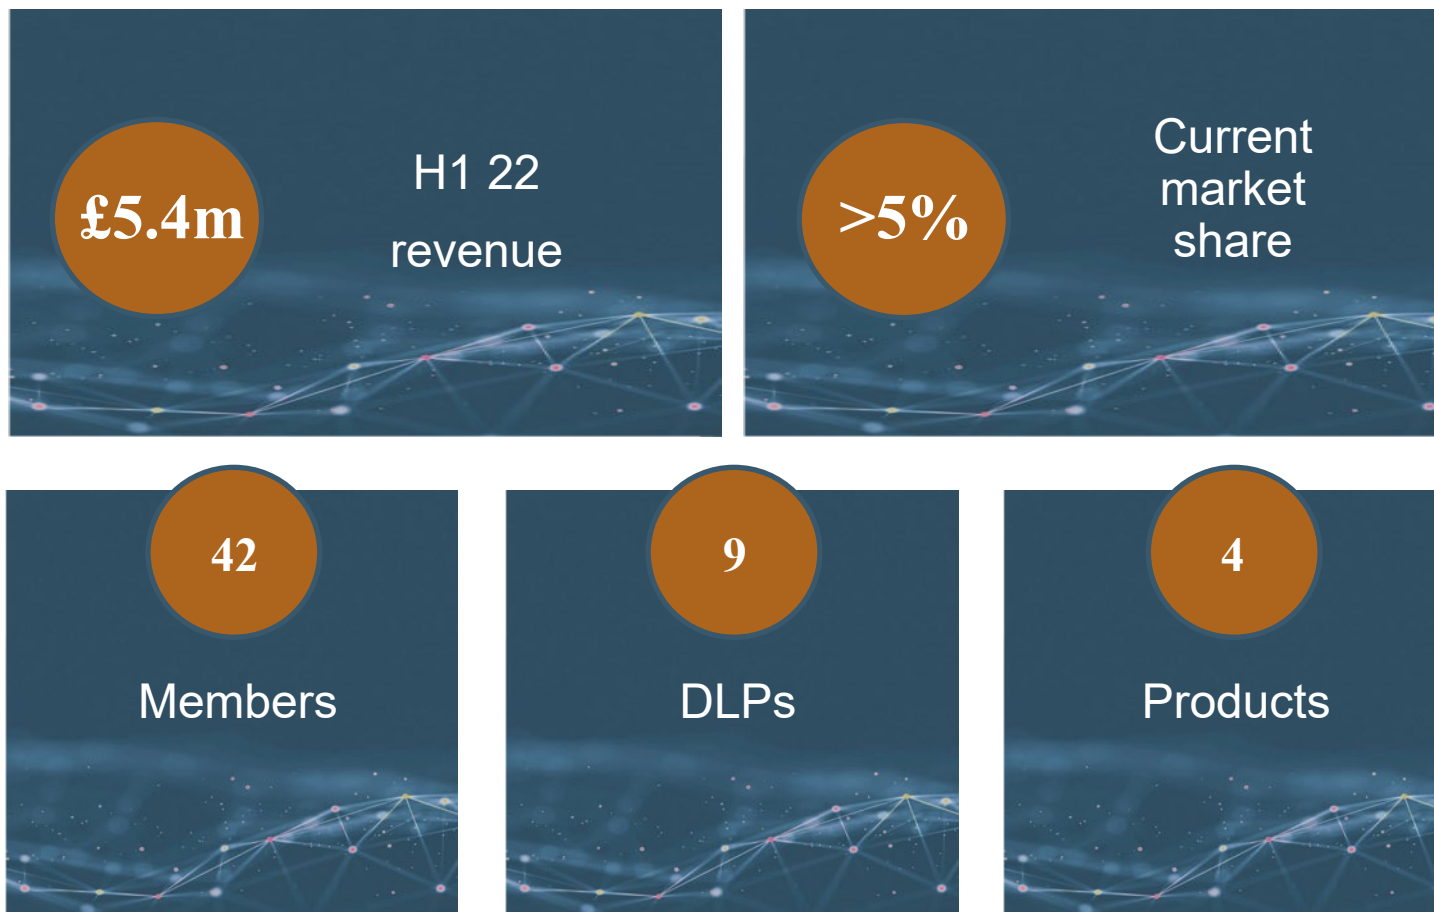 £5.4m
H1 22
revenue
>5%
Current
market
share
42
Members
9
DLPs
4
Products